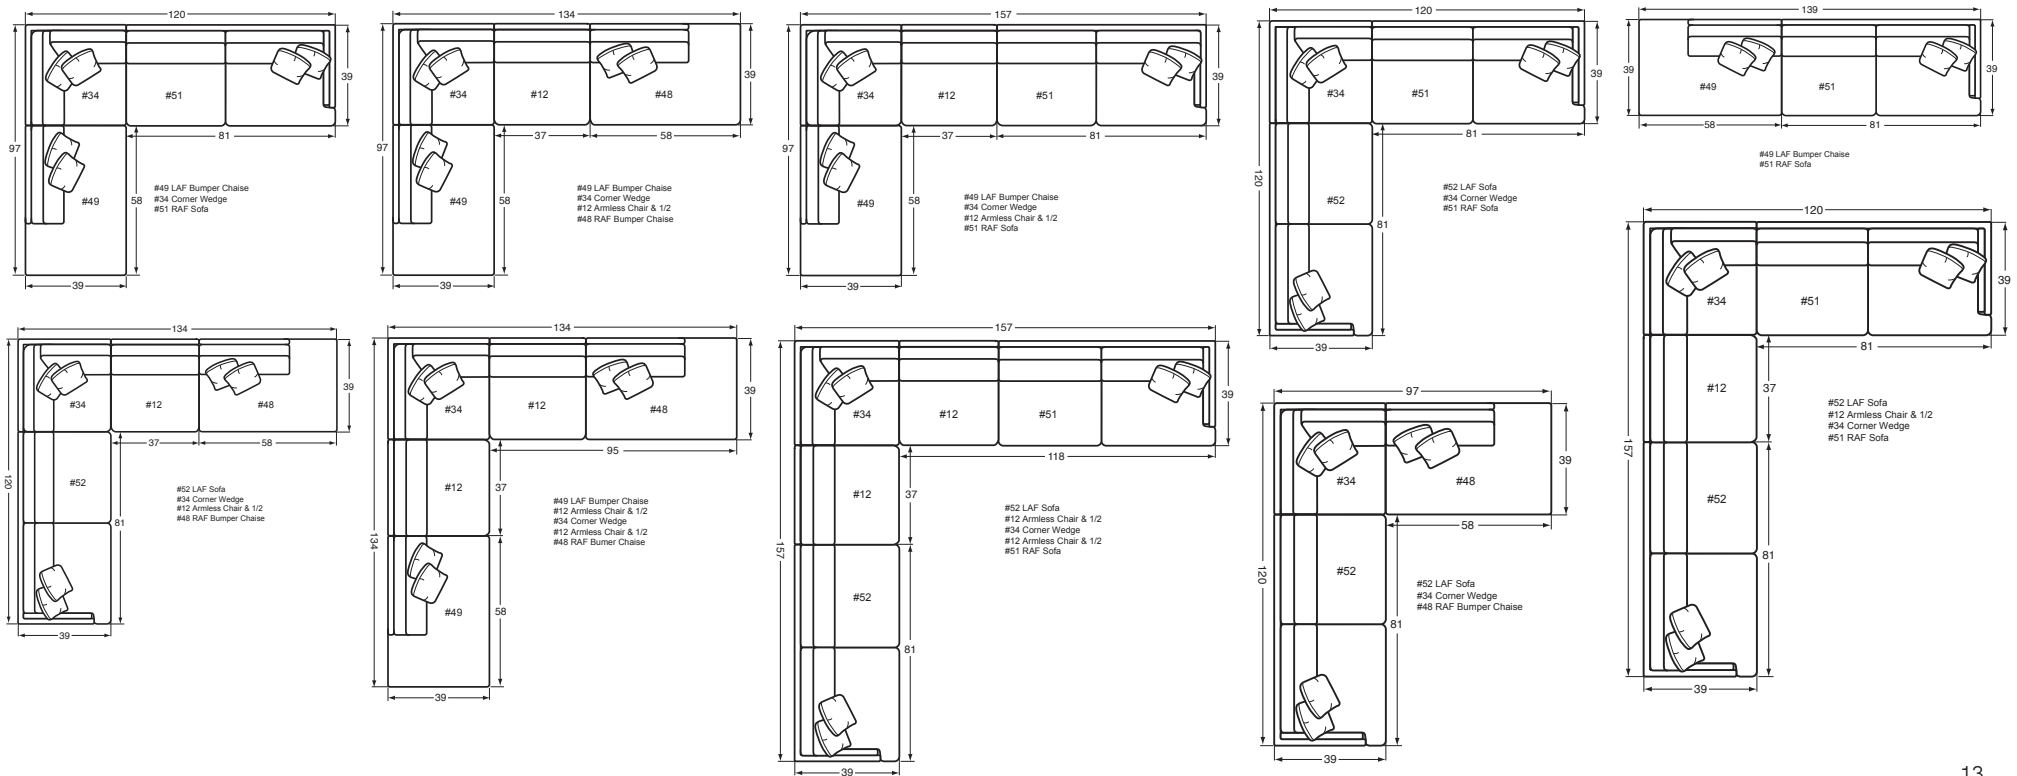 120
97
39
#34
#51
81
#49
58
39
#49 LAF Bumper Chaise
#34 Corner Wedge
#51 RAF Sofa
134
97
39
#34
#12
#48
37
58
#49
58
39
#49 LAF Bumper Chaise
#34 Corner Wedge
#12 Armless Chair & 1/2
#48 RAF Bumper Chaise
157
97
39
#34
#12
#51
37
81
#49
58
39
#49 LAF Bumper Chaise
#34 Corner Wedge
#12 Armless Chair & 1/2
#51 RAF Sofa
120
120
39
#34
#51
81
#52
81
39
#52 LAF Sofa
#34 Corner Wedge
#51 RAF Sofa
139
39
39
#49
#51
58
81
#49 LAF Bumper Chaise
#51 RAF Sofa
134
120
39
#34
#12
#48
37
58
#52
81
39
#52 LAF Sofa
#34 Corner Wedge
#12 Armless Chair & 1/2
#48 RAF Bumper Chaise
134
134
39
#34
#12
#48
95
#12
37
#49
58
39
#49 LAF Bumper Chaise
#12 Armless Chair & 1/2
#34 Corner Wedge
#12 Armless Chair & 1/2
#48 RAF Bumer Chaise
157
157
39
#34
#12
#51
118
#12
37
#52
81
39
#52 LAF Sofa
#12 Armless Chair & 1/2
#34 Corner Wedge
#12 Armless Chair & 1/2
#51 RAF Sofa
97
120
39
#34
#48
58
#52
81
39
#52 LAF Sofa
#34 Corner Wedge
#48 RAF Bumper Chaise
120
157
39
#34
#51
81
#12
37
#52
81
39
#52 LAF Sofa
#12 Armless Chair & 1/2
#34 Corner Wedge
#51 RAF Sofa
13